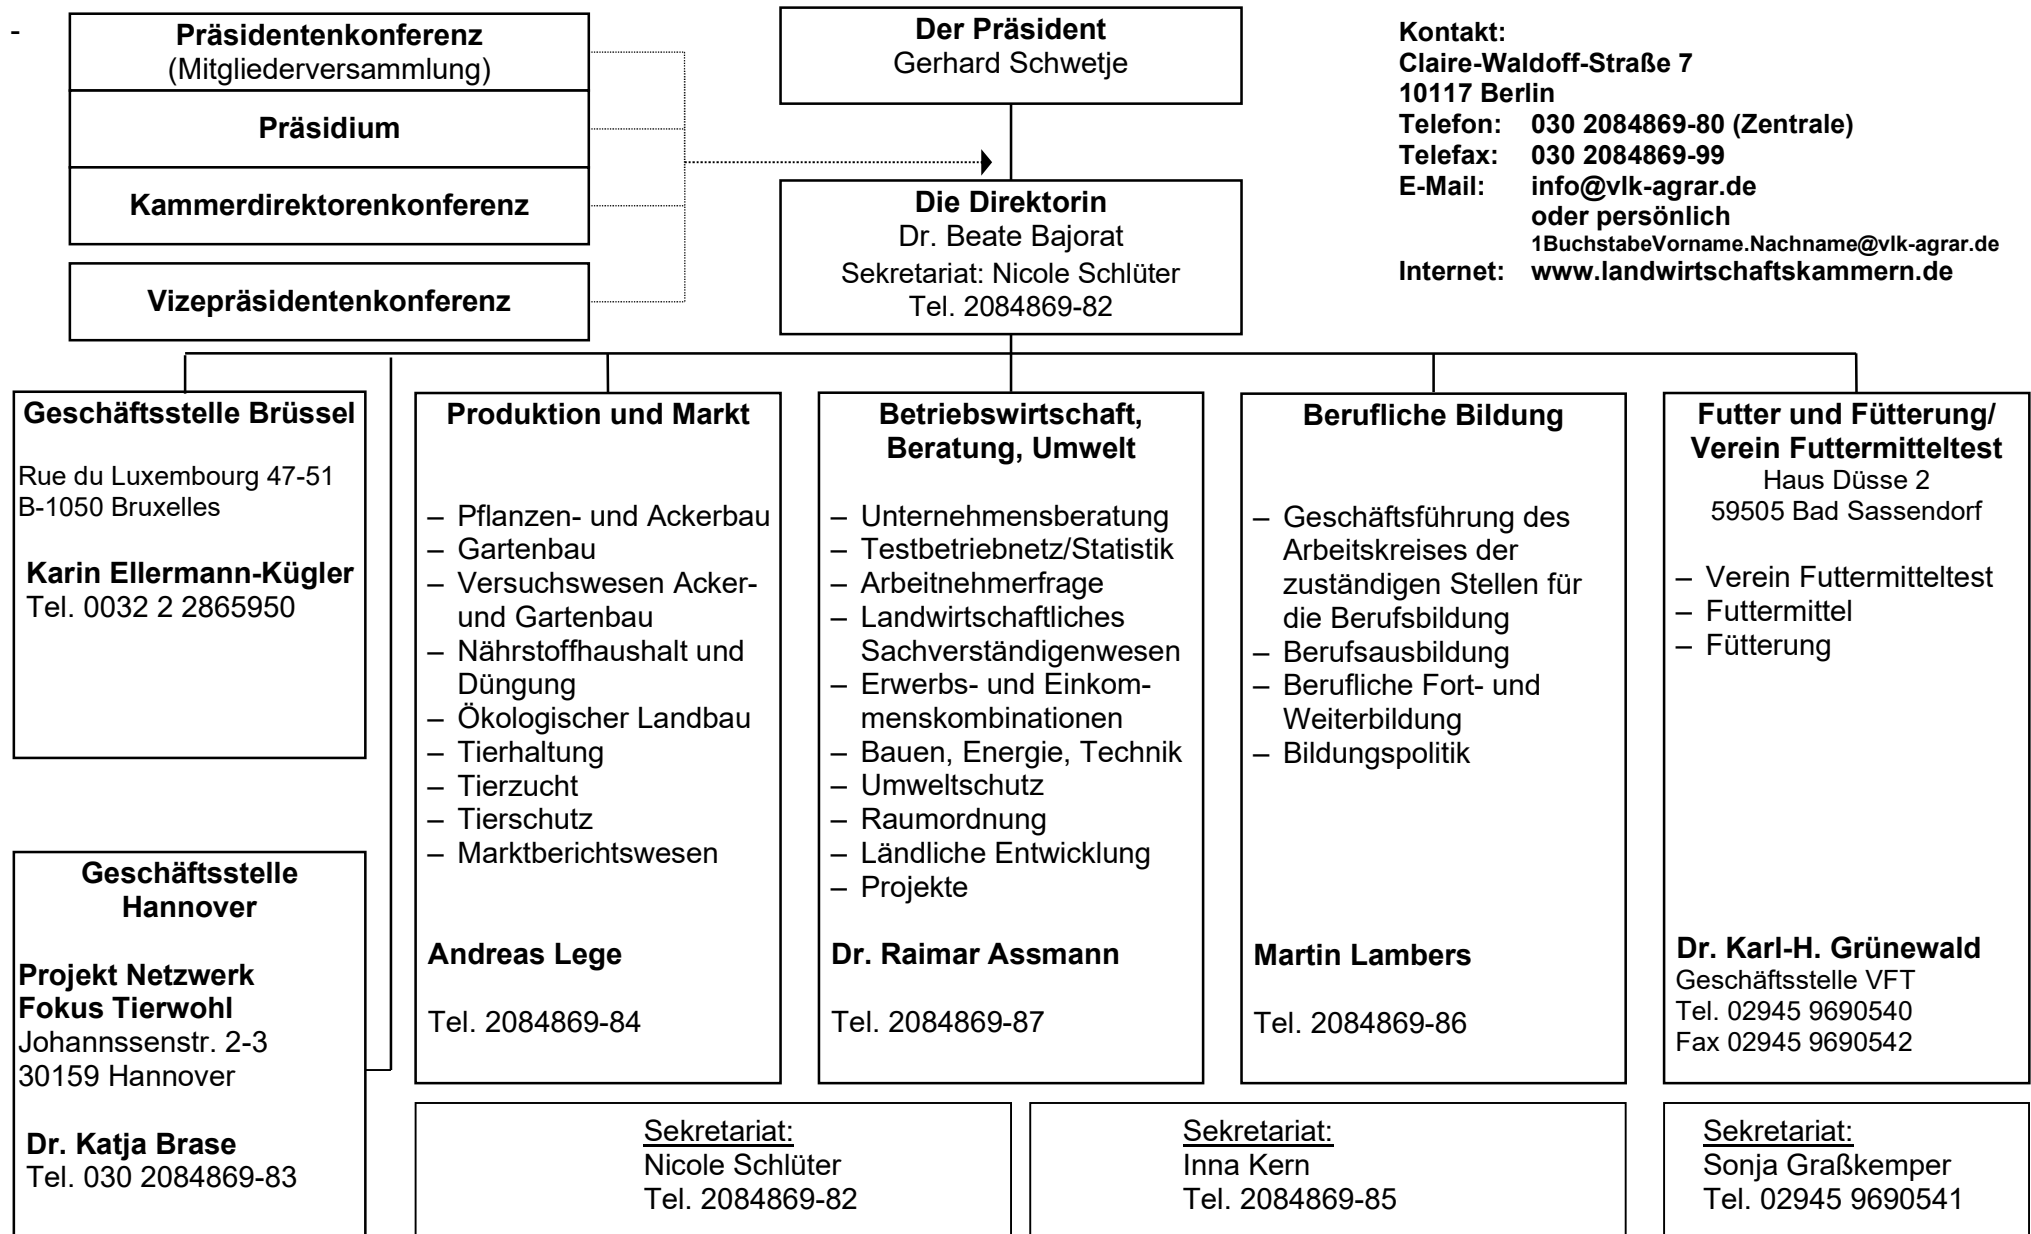 -
Präsidentenkonferenz
(Mitgliederversammlung)
Präsidium
Kammerdirektorenkonferenz
Vizepräsidentenkonferenz
Der Präsident
Gerhard Schwetje
Die Direktorin
Dr. Beate Bajorat
Sekretariat: Nicole Schlüter
Tel. 2084869-82
Kontakt:
Claire-Waldoff-Straße 7
10117 Berlin
Telefon: 030 2084869-80 (Zentrale)
Telefax: 030 2084869-99
E-Mail: info@vlk-agrar.de
oder persönlich
1BuchstabeVorname.Nachname@vlk-agrar.de
Internet: www.landwirtschaftskammern.de
Geschäftsstelle Brüssel
Rue du Luxembourg 47-51
B-1050 Bruxelles
Karin Ellermann-Kügler
Tel. 0032 2 2865950
Geschäftsstelle
Hannover
Projekt Netzwerk
Fokus Tierwohl
Johannssenstr. 2-3
30159 Hannover
Dr. Katja Brase
Tel. 030 2084869-83
Produktion und Markt
– Pflanzen- und Ackerbau
– Gartenbau
– Versuchswesen Acker-
und Gartenbau
– Nährstoffhaushalt und
Düngung
– Ökologischer Landbau
– Tierhaltung
– Tierzucht
– Tierschutz
– Marktberichtswesen
Andreas Lege
Tel. 2084869-84
Betriebswirtschaft,
Beratung, Umwelt
– Unternehmensberatung
– Testbetriebnetz/Statistik
– Arbeitnehmerfrage
– Landwirtschaftliches
Sachverständigenwesen
– Erwerbs- und Einkom-
menskombinationen
– Bauen, Energie, Technik
– Umweltschutz
– Raumordnung
– Ländliche Entwicklung
– Projekte
Dr. Raimar Assmann
Tel. 2084869-87
Berufliche Bildung
– Geschäftsführung des
Arbeitskreises der
zuständigen Stellen für
die Berufsbildung
– Berufsausbildung
– Berufliche Fort- und
Weiterbildung
– Bildungspolitik
Martin Lambers
Tel. 2084869-86
Futter und Fütterung/
Verein Futtermitteltest
Haus Düsse 2
59505 Bad Sassendorf
– Verein Futtermitteltest
– Futtermittel
– Fütterung
Dr. Karl-H. Grünewald
Geschäftsstelle VFT
Tel. 02945 9690540
Fax 02945 9690542
Sekretariat:
Nicole Schlüter
Tel. 2084869-82
Sekretariat:
Inna Kern
Tel. 2084869-85
Sekretariat:
Sonja Graßkemper
Tel. 02945 9690541